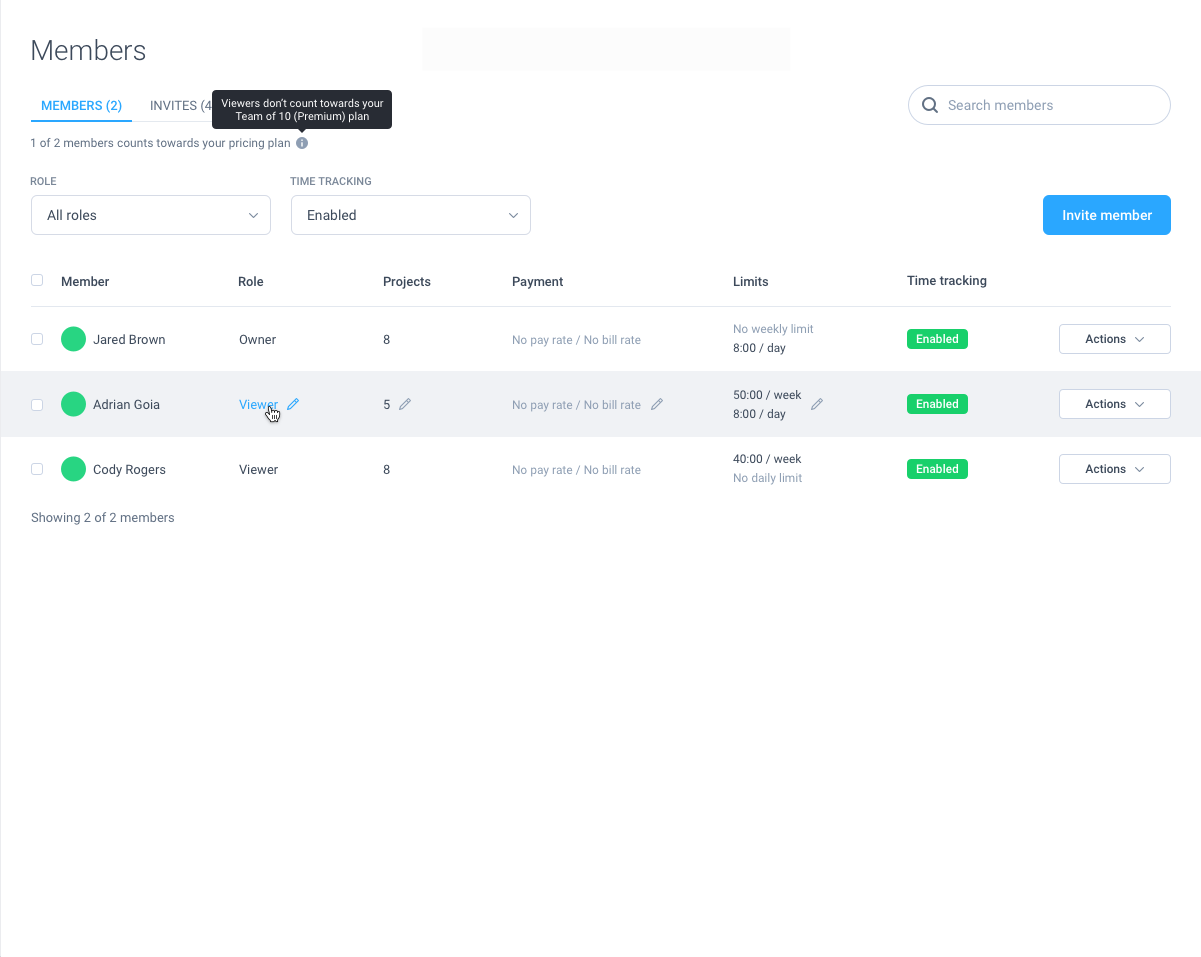 Members
MEMBERS (2)
INVITES (4
Viewers don't count towards your
Team of 10 (Premium) plan
Search members
1 of 2 members counts towards your pricing plan
ROLE
TIME TRACKING
All roles
Enabled
Invite member
Member Role Projects Payment Limits Time tracking
Jared Brown Owner 8 No pay rate / No bill rate No weekly limit Enabled Actions
8:00 / day
Adrian Goia Viewer 5 No pay rate / No bill rate 50:00 / week Enabled Actions
8:00 / day
Cody Rogers Viewer 8 No pay rate / No bill rate 40:00 / week Enabled Actions
No daily limit
Showing 2 of 2 members